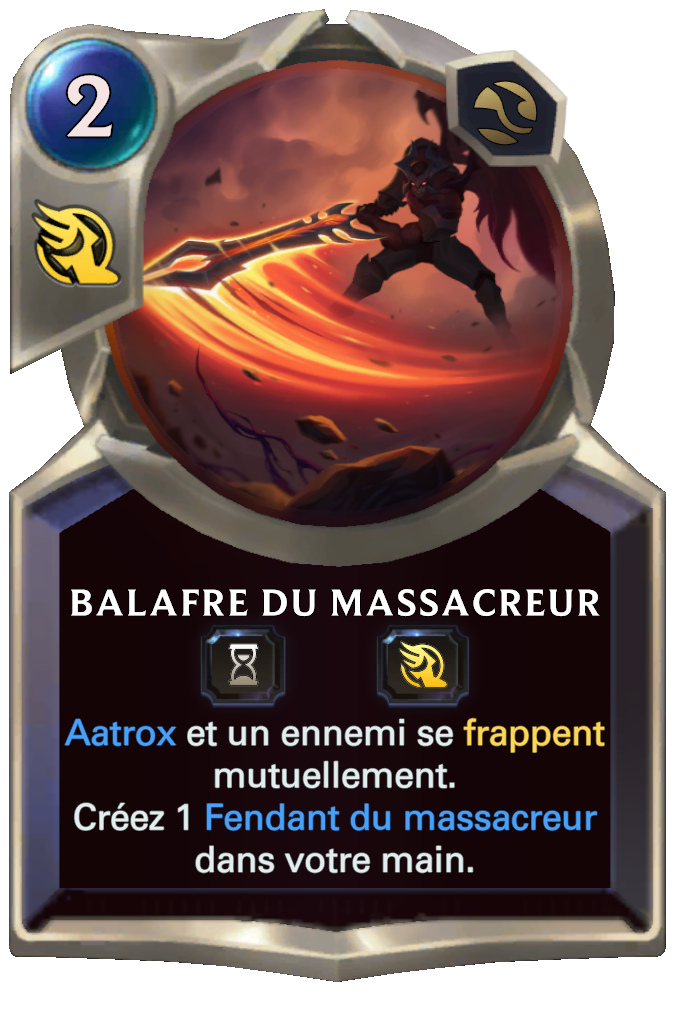 2
BALAFRE DU MASSACREUR
Aatrox et un ennemi se frappent
mutuellement.
Créez 1 Fendant du massacreur
dans votre main.